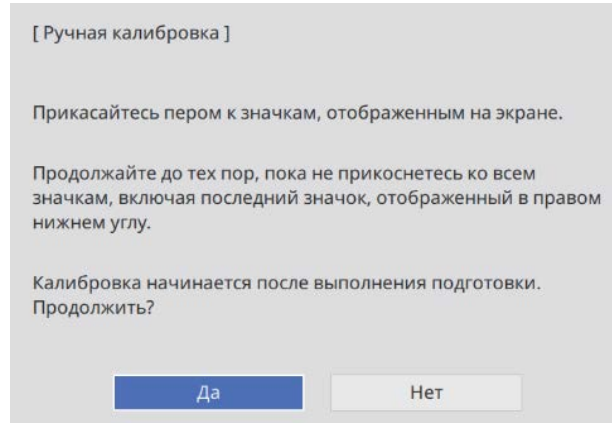 [ Ручная калибровка ]
Прикасайтесь пером к значкам, отображенным на экране.
Продолжайте до тех пор, пока не прикоснетесь ко всем
значкам, включая последний значок, отображенный в правом
нижнем углу.
Калибровка начинается после выполнения подготовки.
Продолжить?
Да
Нет